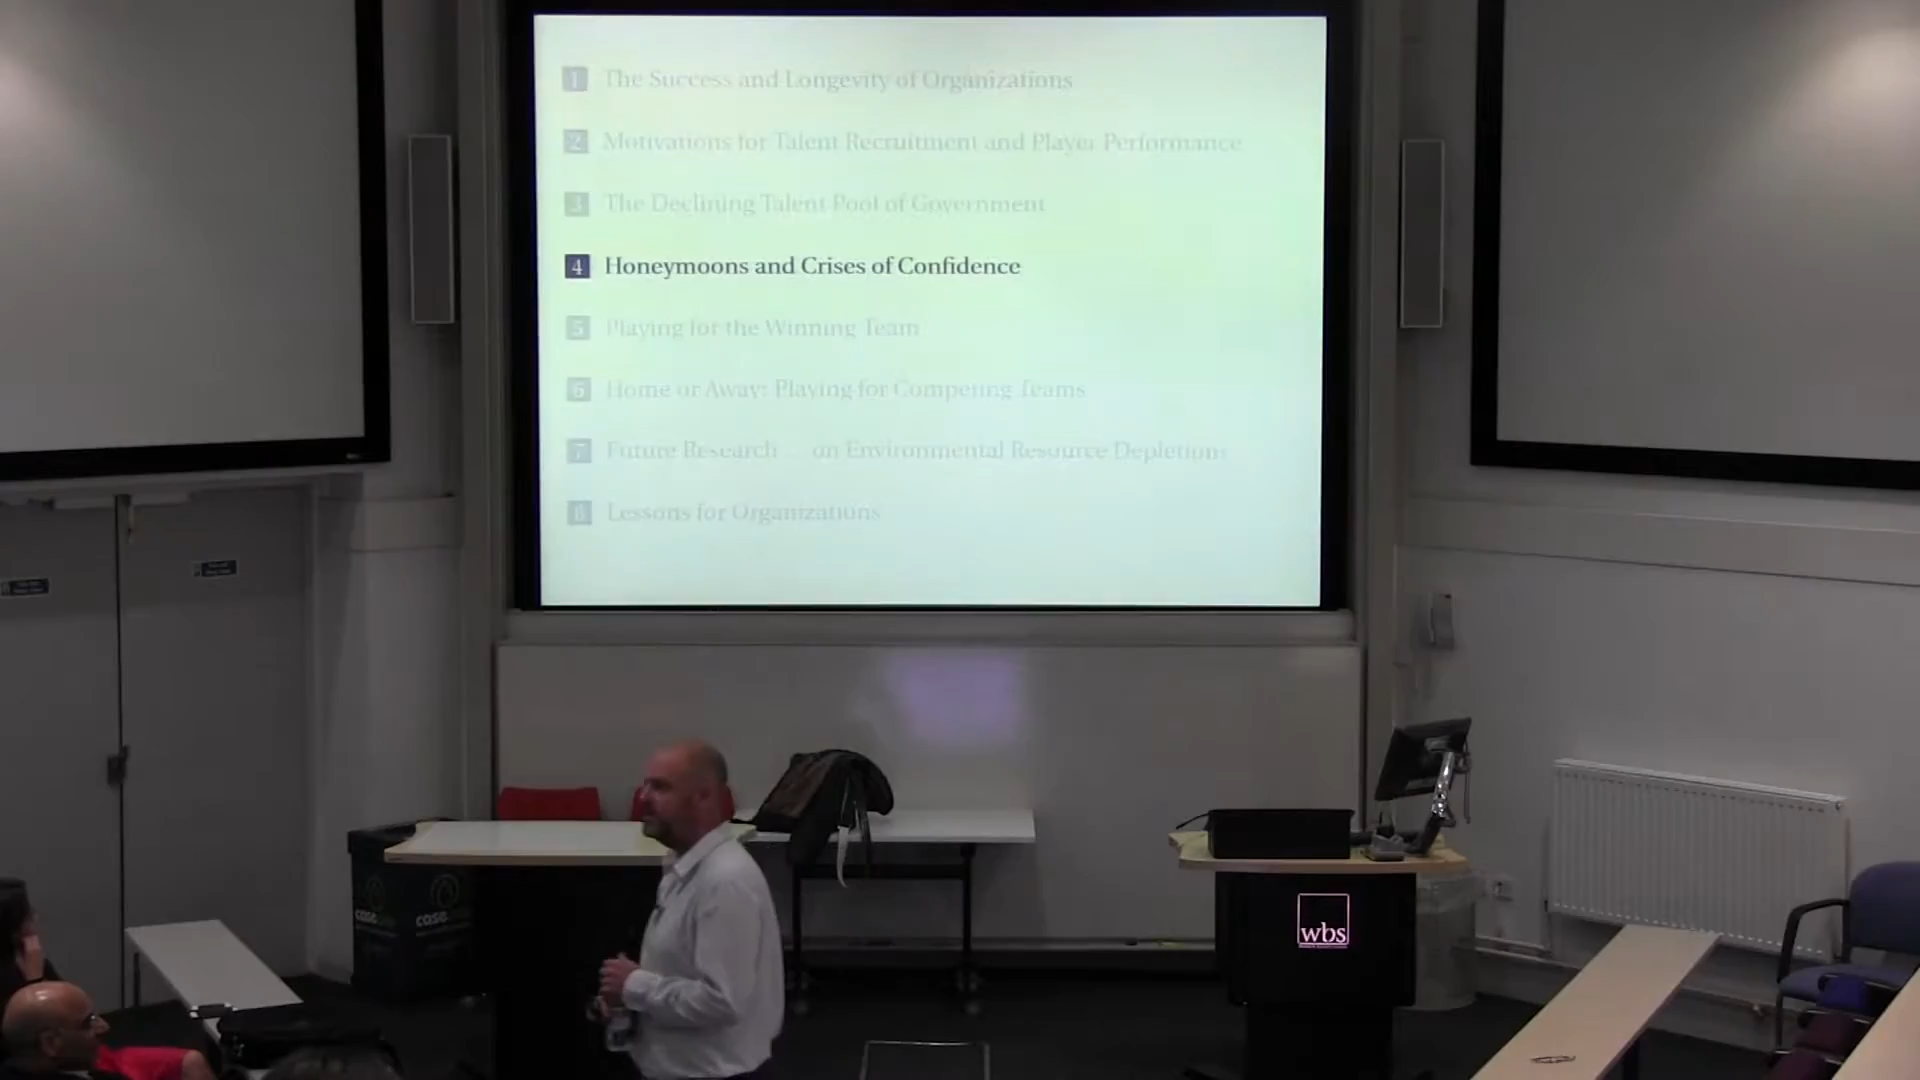 1 The Success and Longevity of Organizations
2 Motivations for Talent Recruitment and Player Performance
3 The Declining Talent Pool of Government
4 Honeymoons and Crises of Confidence
5 Playing for the Winning Team
6 Home or Away: Playing for Competing Teams
7 Future Research ... on Environmental Resource Depletions
8 Lessons for Organizations
wbs